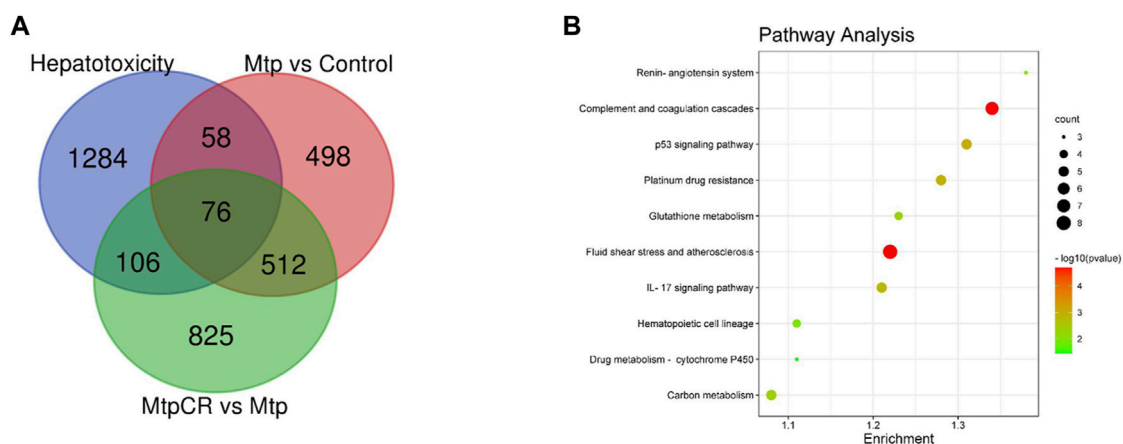 A
Hepatotoxicity
Mtp vs Control
1284
58
498
76
106
512
825
MtpCR vs Mtp
B
Pathway Analysis
Renin- angiotensin system
Complement and coagulation cascades
p53 signaling pathway
Platinum drug resistance
Glutathione metabolism
Fluid shear stress and atherosclerosis
IL- 17 signaling pathway
Hematopoietic cell lineage
Drug metabolism - cytochrome P450
Carbon metabolism
1.1
1.2
1.3
Enrichment
count
3
4
5
6
7
8
- log10(pvalue)
4
3
2